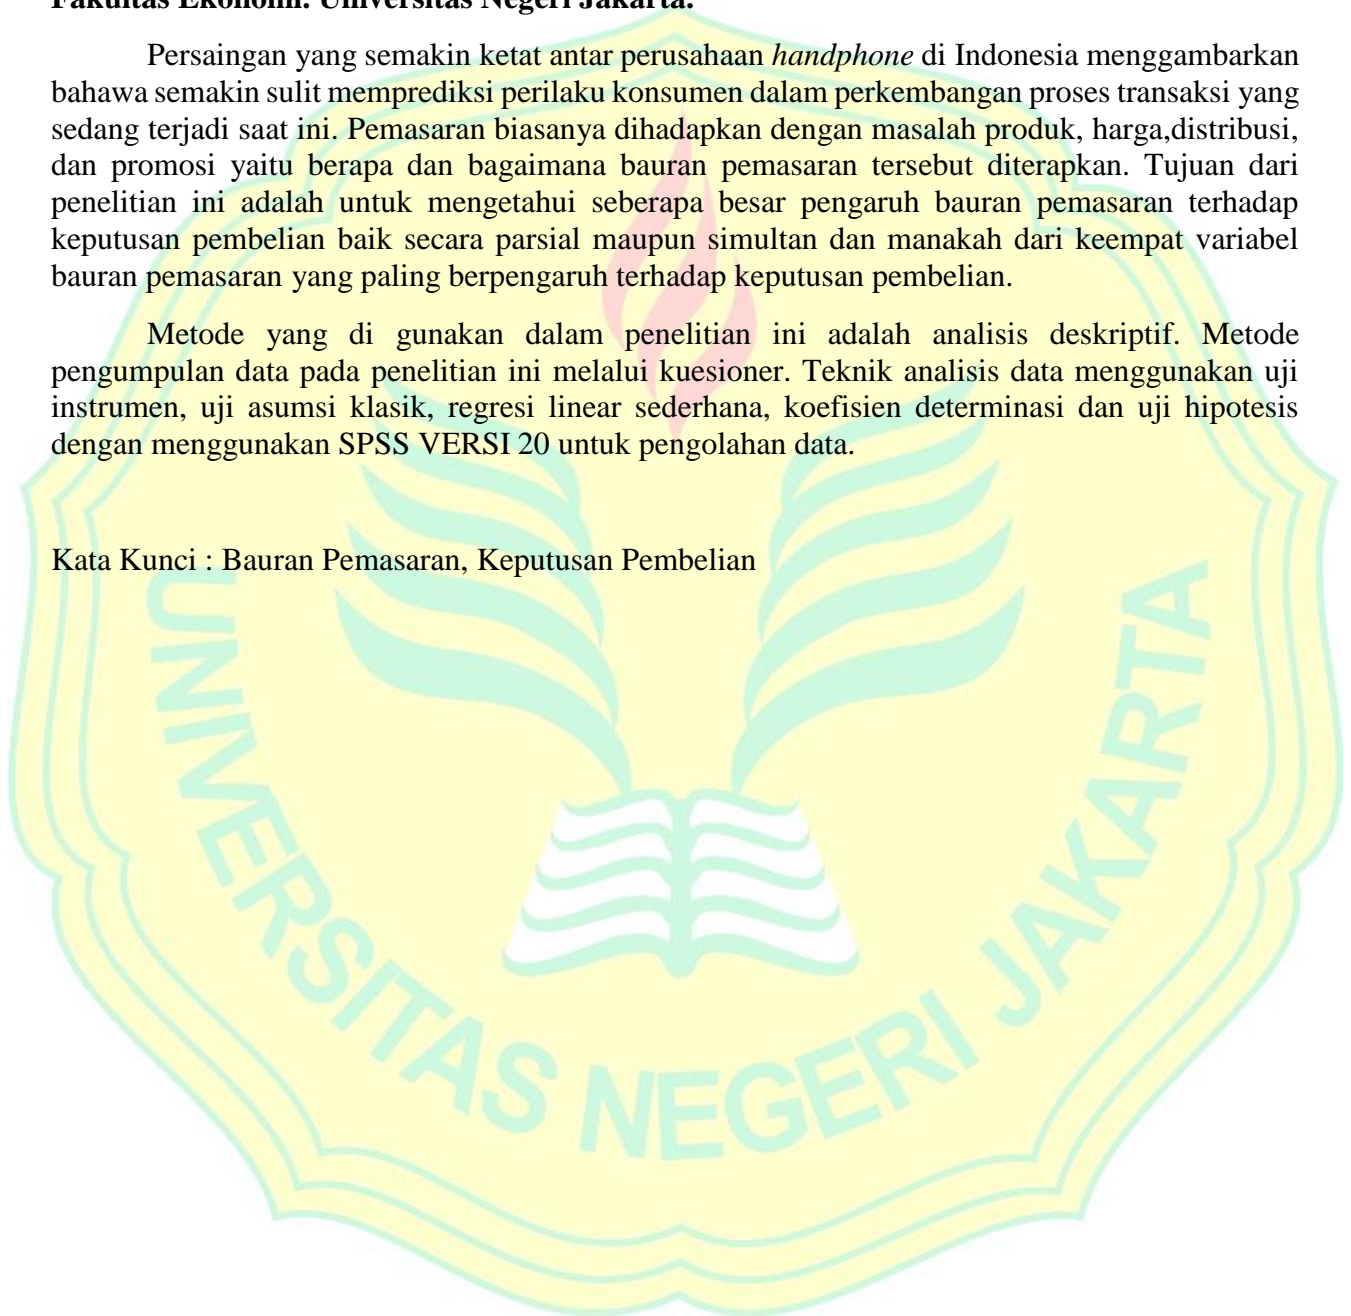 Fakultas Ekonomi. Universitas Negeri Jakarta.
Persaingan yang semakin ketat antar perusahaan handphone di Indonesia menggambarkan
bahawa semakin sulit memprediksi perilaku konsumen dalam perkembangan proses transaksi yang
sedang terjadi saat ini. Pemasaran biasanya dihadapkan dengan masalah produk, harga,distribusi,
dan promosi yaitu berapa dan bagaimana bauran pemasaran tersebut diterapkan. Tujuan dari
penelitian ini adalah untuk mengetahui seberapa besar pengaruh bauran pemasaran terhadap
keputusan pembelian baik secara parsial maupun simultan dan manakah dari keempat variabel
bauran pemasaran yang paling berpengaruh terhadap keputusan pembelian.
Metode yang di gunakan dalam penelitian ini adalah analisis deskriptif. Metode
pengumpulan data pada penelitian ini melalui kuesioner. Teknik analisis data menggunakan uji
instrumen, uji asumsi klasik, regresi linear sederhana, koefisien determinasi dan uji hipotesis
dengan menggunakan SPSS VERSI 20 untuk pengolahan data.
Kata Kunci : Bauran Pemasaran, Keputusan Pembelian
UNIVERSITAS NEGERI JAKARTA